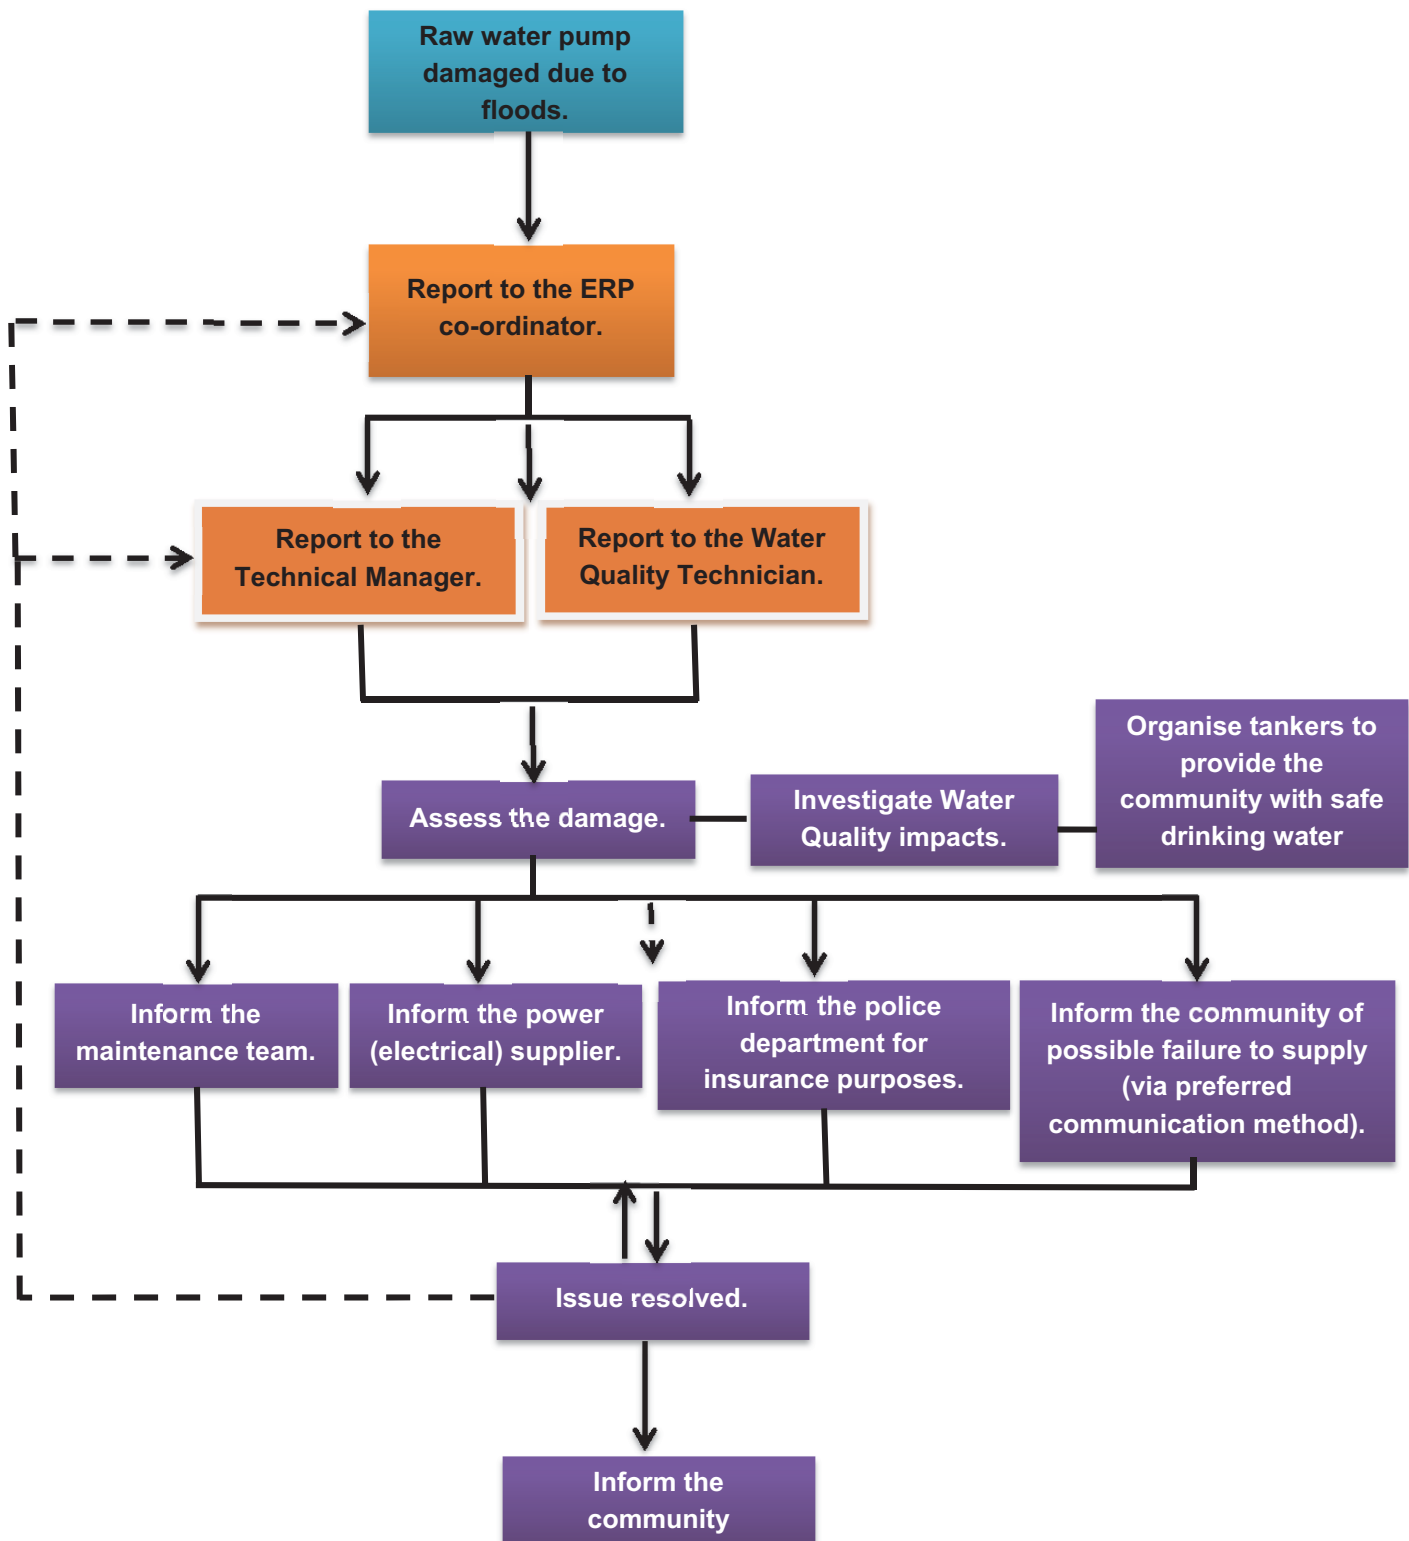 Raw water pump
damaged due to
floods.
Report to the ERP
co-ordinator.
Report to the
Technical Manager.
Report to the Water
Quality Technician.
Assess the damage.
Investigate Water
Quality impacts.
Organise tankers to
provide the
community with safe
drinking water
Inform the
maintenance team.
Inform the power
(electrical) supplier.
Inform the police
department for
insurance purposes.
Inform the community of
possible failure to supply
(via preferred
communication method).
Issue resolved.
Inform the
community